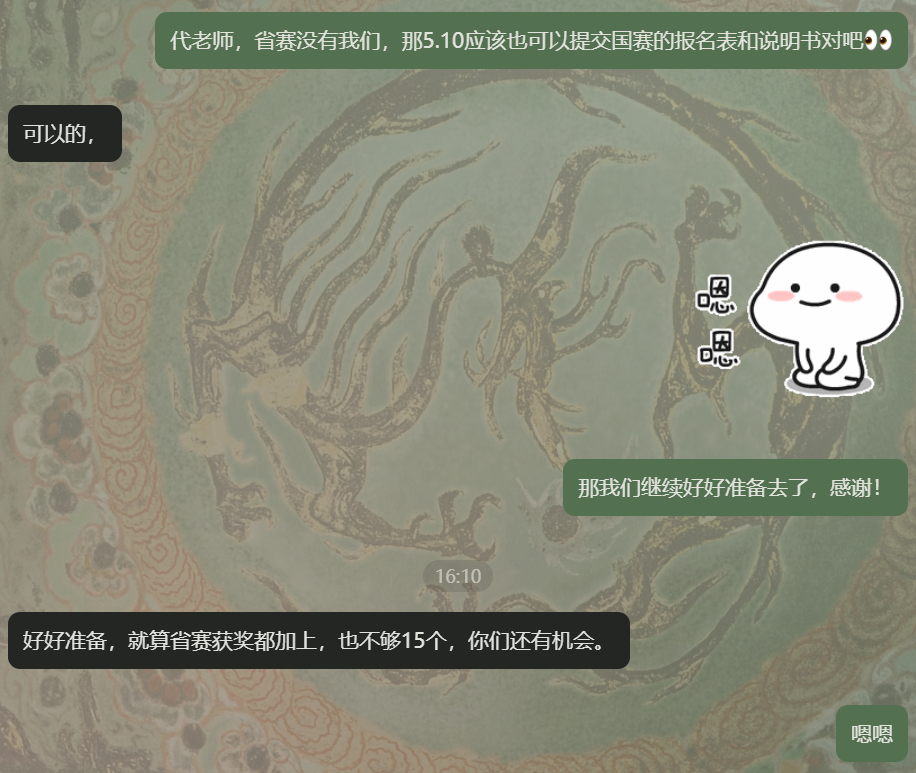 代老师，省赛没有我们，那5.10应该也可以提交国赛的报名表和说明书对吧👀
可以的，
嗯
嗯
那我们继续好好准备去了，感谢！
16:10
好好准备，就算省赛获奖都加上，也不够15个，你们还有机会。
嗯嗯